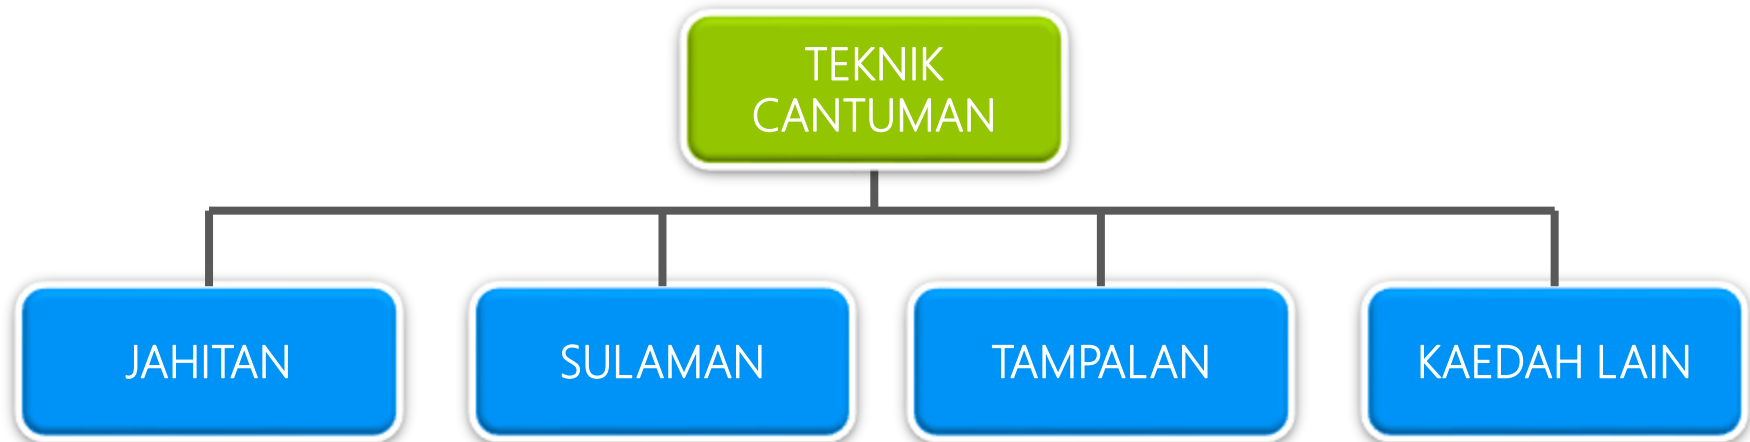 TEKNIK
CANTUMAN
JAHITAN
SULAMAN
TAMPALAN
KAEDAH LAIN